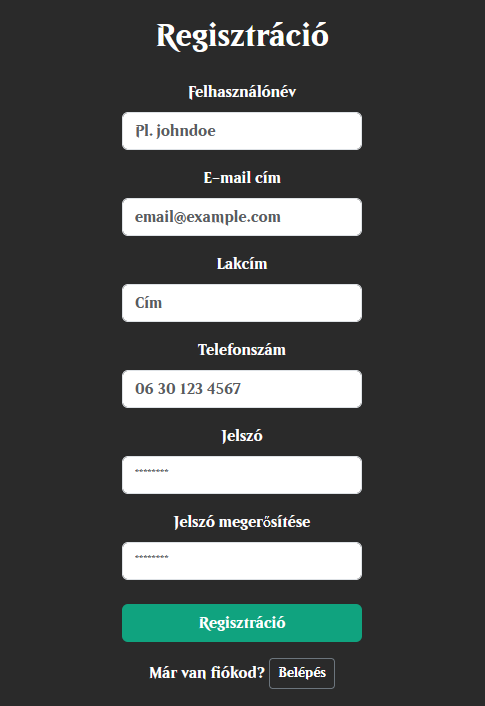 Regisztráció
Felhasználónév
Pl. johndoe
E-mail cím
email@example.com
Lakcím
Cím
Telefonszám
06 30 123 4567
Jelszó
********
Jelszó megerősítése
********
Regisztráció
Már van fiókod? Belépés